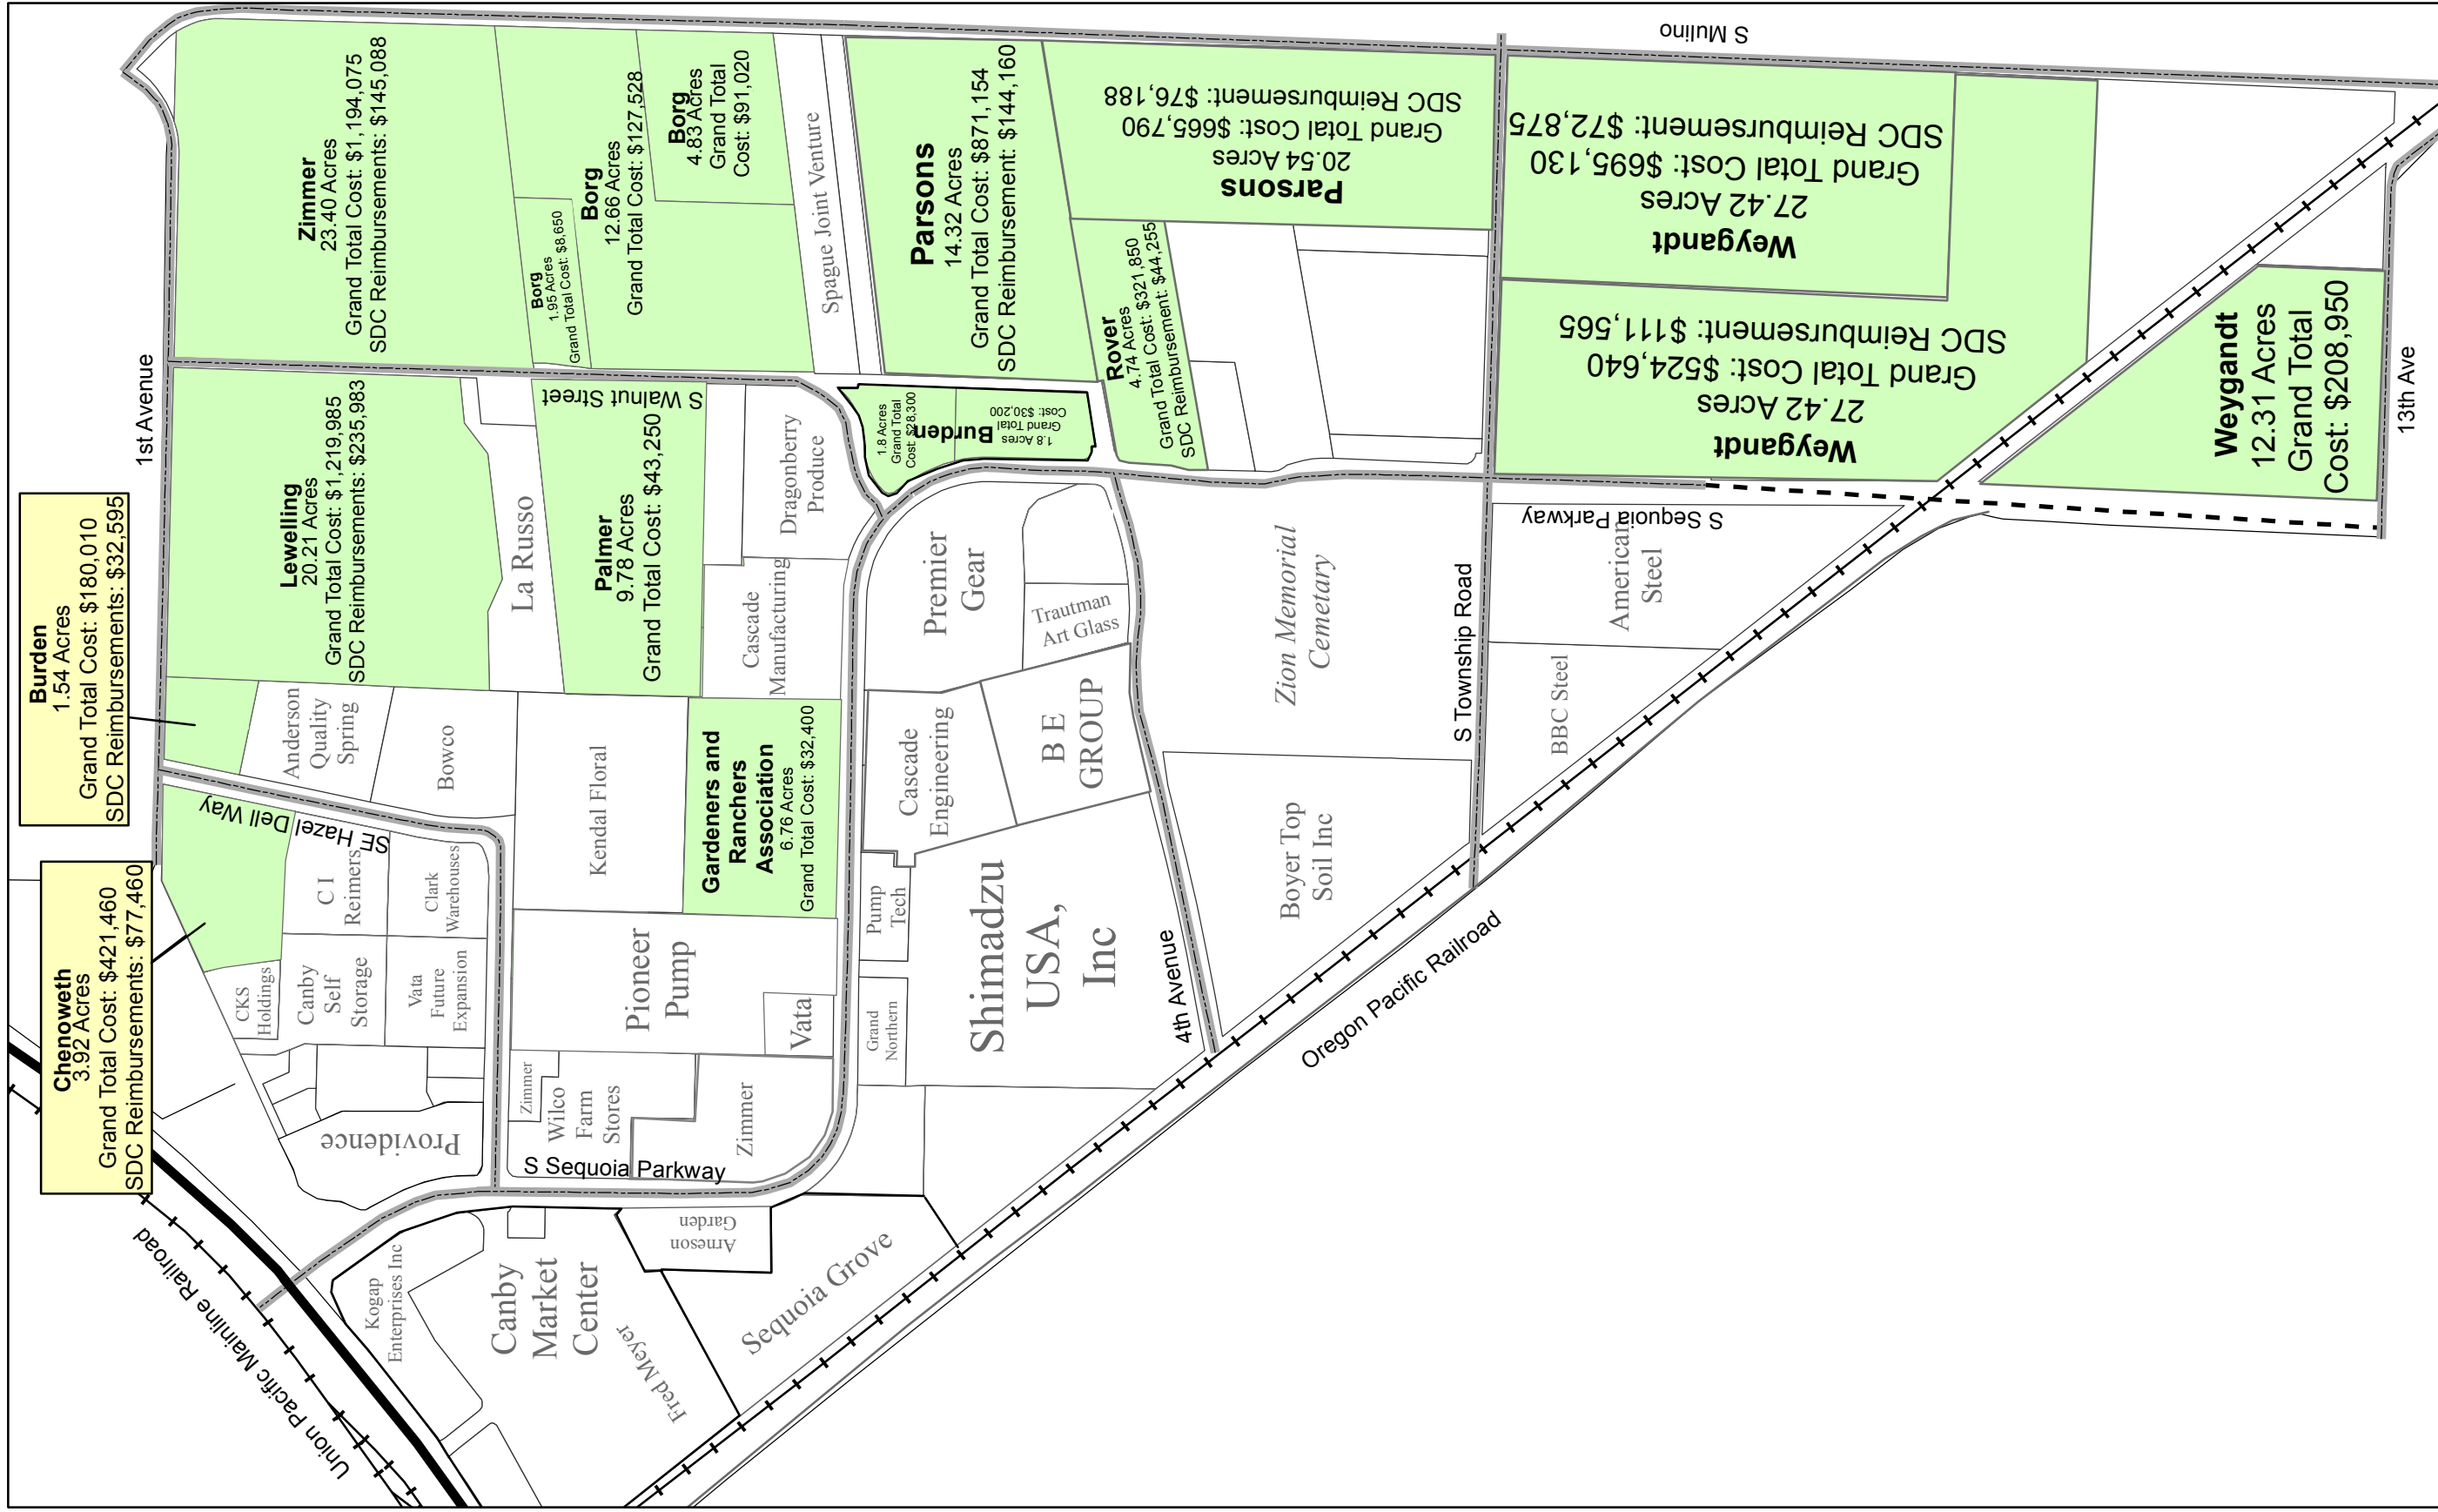 S Mulino
Zimmer
23.40 Acres
Grand Total Cost: $1,194,075
SDC Reimbursements: $145,088
Borg
12.66 Acres
Grand Total Cost: $127,528
Borg
4.83 Acres
Grand Total
Cost: $91,020
Borg
1.95 Acres
Grand Total Cost: $8,650
Spague Joint Venture
Parsons
14.32 Acres
Grand Total Cost: $871,154
SDC Reimbursement: $144,160
Parsons
20.54 Acres
Grand Total Cost: $665,790
SDC Reimbursement: $76,188
Rover
4.74 Acres
Grand Total Cost: $321,850
SDC Reimbursement: $44,255
Weygandt
27.42 Acres
Grand Total Cost: $695,130
SDC Reimbursement: $72,875
Weygandt
27.42 Acres
Grand Total Cost: $524,640
SDC Reimbursement: $111,565
Weygandt
12.31 Acres
Grand Total
Cost: $208,950
13th Ave
1st Avenue
S Walnut Street
Burden
1.8 Acres
Grand Total
Cost: $28,300
1.8 Acres
Grand Total
Cost: $30,200
Lewelling
20.21 Acres
Grand Total Cost: $1,219,985
SDC Reimbursements: $235,983
La Russo
Palmer
9.78 Acres
Grand Total Cost: $43,250
Dragonberry
Produce
Cascade
Manufacturing
Premier
Gear
Trautman
Art Glass
Zion Memorial
Cemetary
S Township Road
S Sequoia Parkway
American
Steel
BBC Steel
Burden
1.54 Acres
Grand Total Cost: $180,010
SDC Reimbursements: $32,595
Anderson
Quality
Spring
Bowco
Kendal Floral
Gardeners and
Ranchers
Association
6.76 Acres
Grand Total Cost: $32,400
Cascade
Engineering
B E
GROUP
Boyer Top
Soil Inc
SE Hazel Dell Way
Chenoweth
3.92 Acres
Grand Total Cost: $421,460
SDC Reimbursements: $77,460
C I
Reimers
Clark
Warehouses
CKS
Holdings
Canby
Self
Storage
Vata
Future
Expansion
Pioneer
Pump
Vata
Pump
Tech
Grand
Northern
Shimadzu
USA,
Inc
4th Avenue
Oregon Pacific Railroad
Providence
Zimmer
Wilco
Farm
Stores
Zimmer
S Sequoia Parkway
Union Pacific Mainline Railroad
Kogap
Enterprises Inc
Canby
Market
Center
Fred Meyer
Arneson
Garden
Sequoia Grove